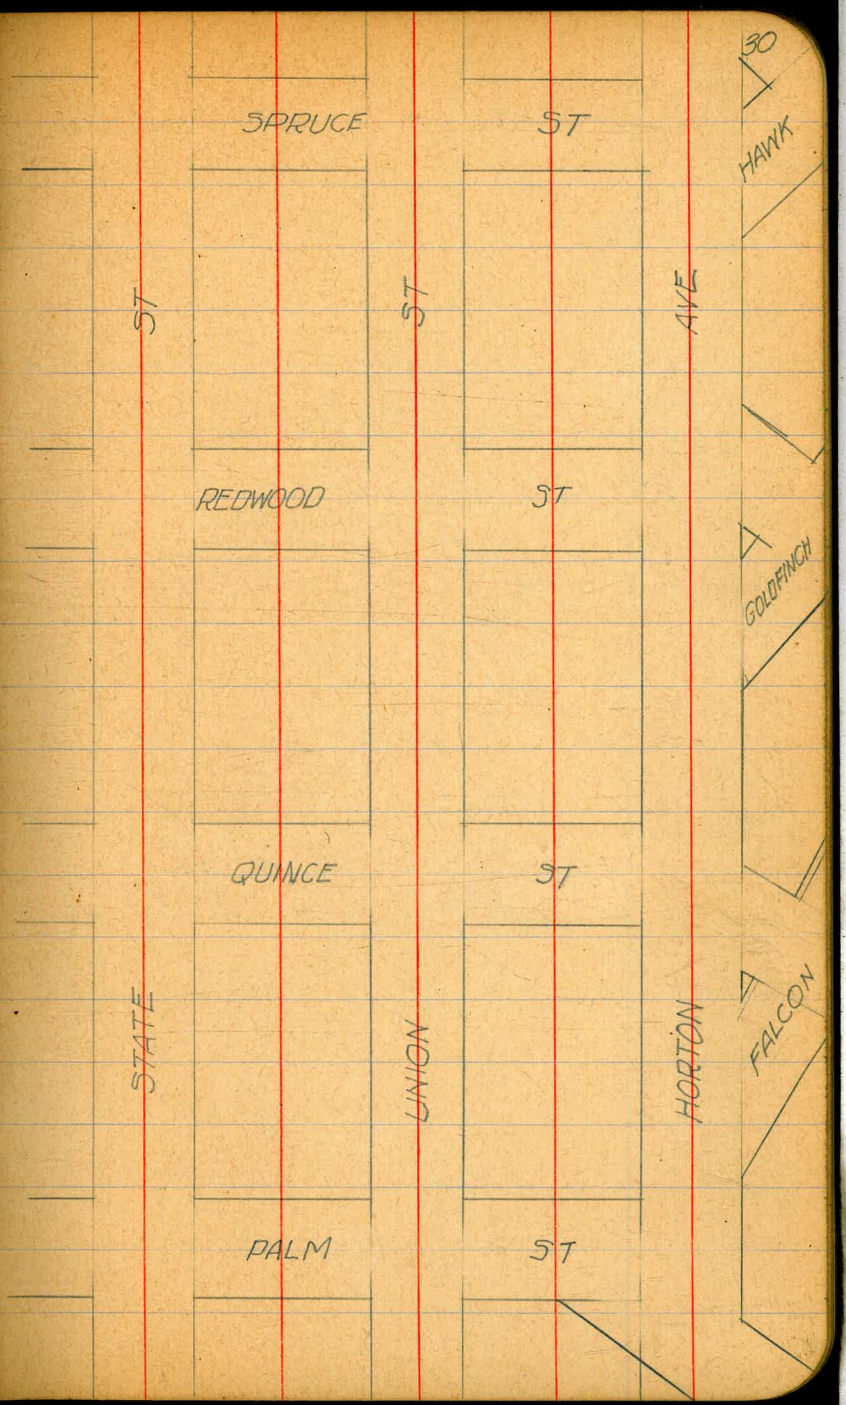 30
SPRUCE ST
HAWK
STATE ST
UNION ST
HORTON AVE
REDWOOD ST
GOLDFINCH
QUINCE ST
FALCON
PALM ST